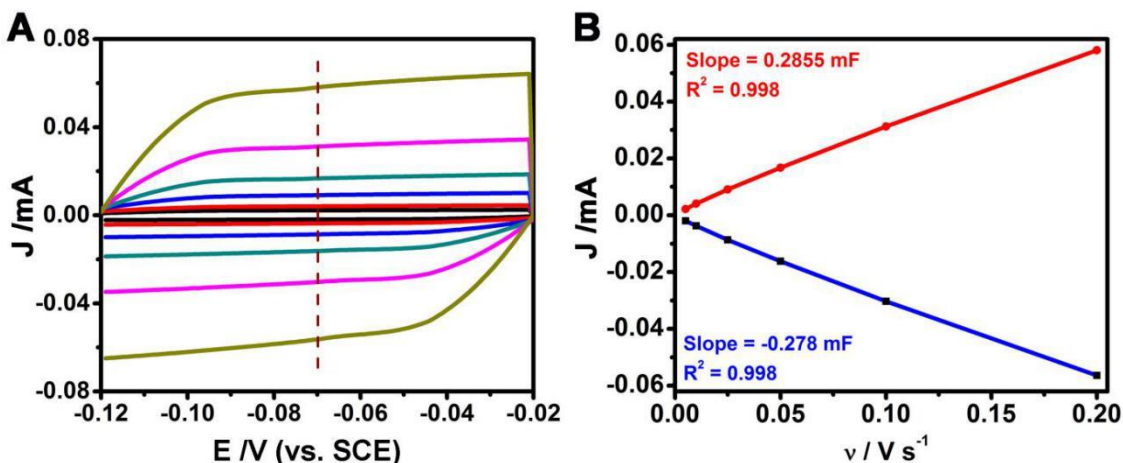 A
0.08
0.04
0.00
-0.04
-0.08
J /mA
-0.12
-0.10
-0.08
-0.06
-0.04
-0.02
E /V (vs. SCE)
B
0.06
0.04
0.02
0.00
-0.02
-0.04
-0.06
J /mA
Slope = 0.2855 mF
R² = 0.998
Slope = -0.278 mF
R² = 0.998
0.00
0.05
0.10
0.15
0.20
ν / V s⁻¹